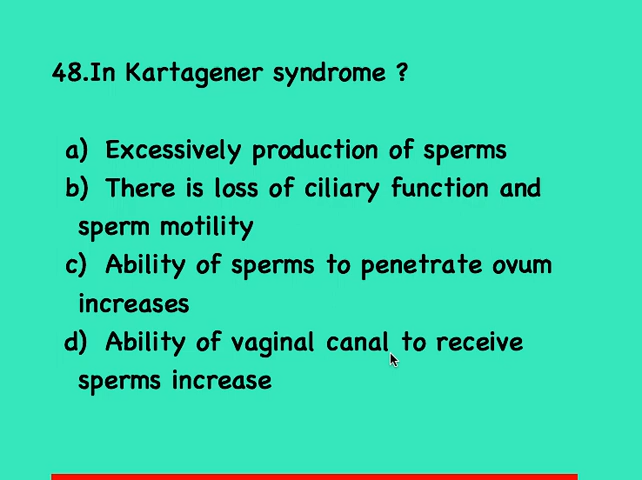 48.In Kartagener syndrome ?
a) Excessively production of sperms
b) There is loss of ciliary function and
sperm motility
c) Ability of sperms to penetrate ovum
increases
d) Ability of vaginal canal to receive
sperms increase